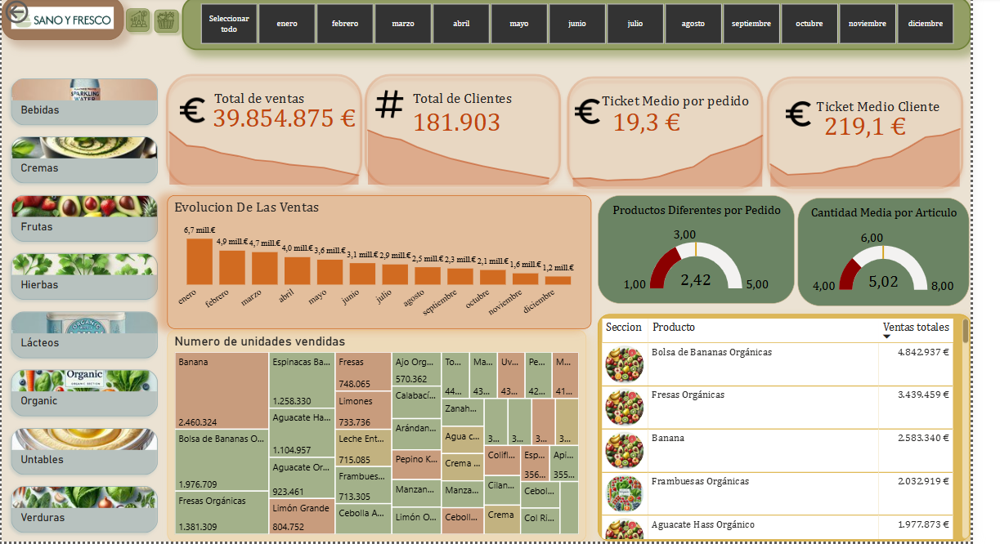 SANO Y FRESCO
Seleccionar todo
enero
febrero
marzo
abril
mayo
junio
julio
agosto
septiembre
octubre
noviembre
diciembre
SPARKLING
WATER
Bebidas
Cremas
Frutas
Hierbas
ORGANIC
Lácteos
Organic
ORGANIC SECTION
Organic
Untables
Verduras
€
Total de ventas
39.854.875 €
#
Total de Clientes
181.903
€
Ticket Medio por pedido
19,3 €
€
Ticket Medio Cliente
219,1 €
Evolucion De Las Ventas
6,7 mill.€
4,9 mill.€
4,7 mill.€
4,0 mill.€
3,6 mill.€
3,1 mill.€
2,9 mill.€
2,5 mill.€
2,3 mill.€
2,1 mill.€
1,6 mill.€
1,2 mill.€
enero
febrero
marzo
abril
mayo
junio
julio
agosto
septiembre
octubre
noviembre
diciembre
Productos Diferentes por Pedido
3,00
1,00
2,42
5,00
Cantidad Media por Articulo
6,00
4,00
5,02
8,00
Numero de unidades vendidas
Banana
2.460.324
Bolsa de Bananas O...
1.976.709
Fresas Orgánicas
1.381.309
Espinacas Ba...
1.258.330
Aguacate Ha...
1.104.957
Aguacate Or...
923.461
Limón Grande
804.752
Fresas
748.065
Limones
733.736
Leche Ent...
715.085
Frambues...
713.305
Cebolla A...
Ajo Org...
570.362
Calabací...
Arándan...
Pepino K...
Manzan...
Limón O...
To...
44...
Ma...
43...
Uv...
43...
Pe...
42...
M...
41...
Zanah...
Agua c...
Crema ...
Manza...
Ceboll...
3...
3...
3...
3...
Colifl...
Cilan...
Crema
Esp...
356...
Api...
355...
Cebol...
Col Ri...
Seccion
Producto
Ventas totales
Bolsa de Bananas Orgánicas
4.842.937 €
Fresas Orgánicas
3.439.459 €
Banana
2.583.340 €
Frambuesas Orgánicas
2.032.919 €
Aguacate Hass Orgánico
1.977.873 €